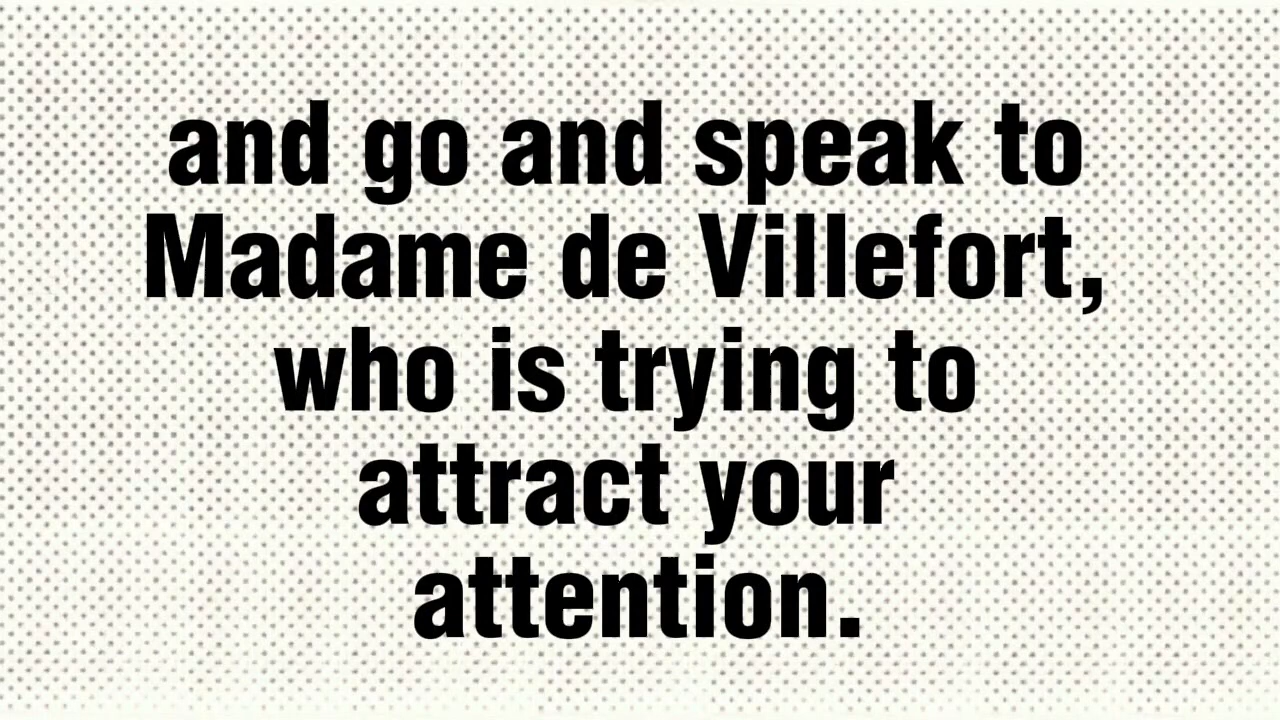 and go and speak to
Madame de Villefort,
who is trying to
attract your
attention.